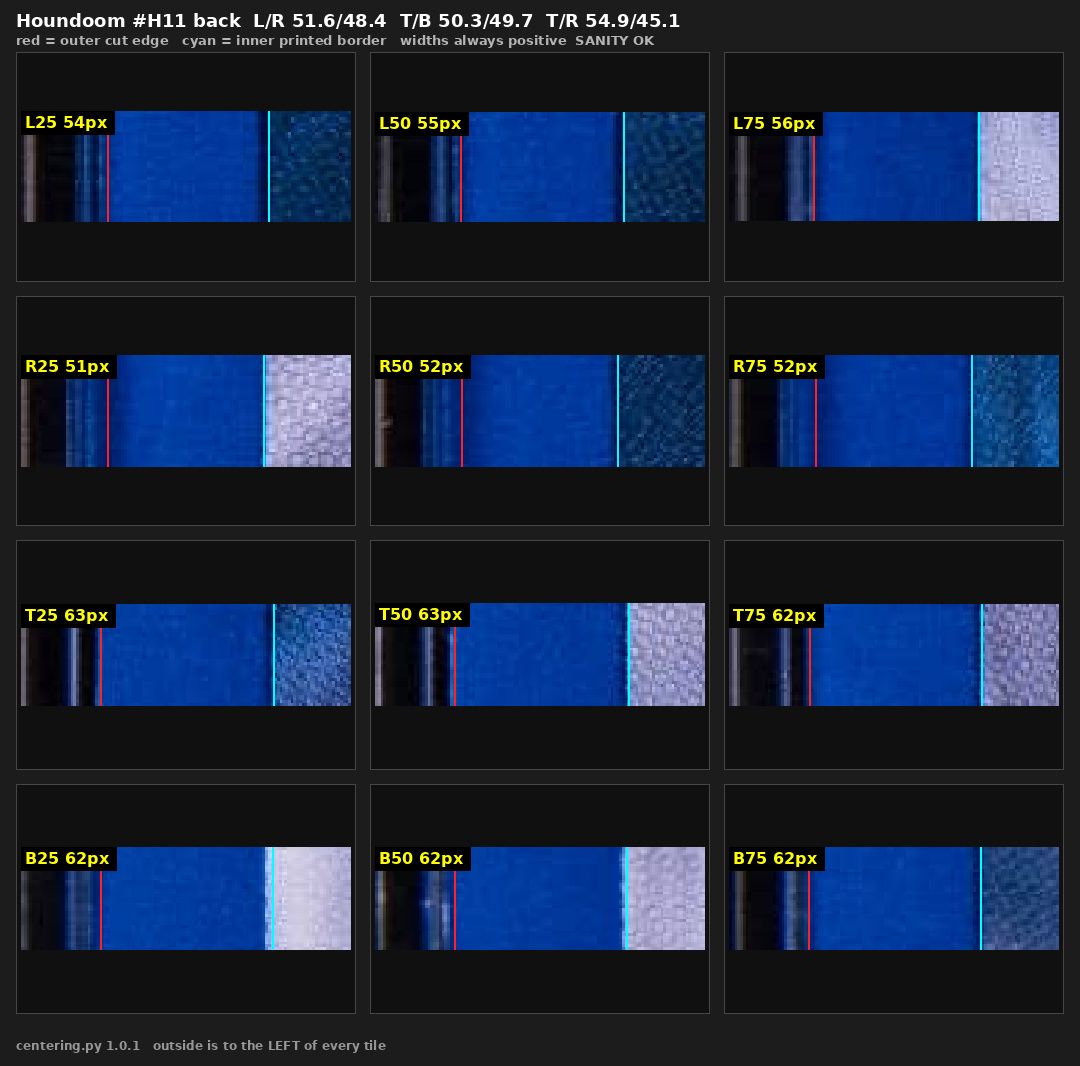 Houndoom #H11 back  L/R 51.6/48.4  T/B 50.3/49.7  T/R 54.9/45.1
red = outer cut edge   cyan = inner printed border   widths always positive  SANITY OK
L25 54px
L50 55px
L75 56px
R25 51px
R50 52px
R75 52px
T25 63px
T50 63px
T75 62px
B25 62px
B50 62px
B75 62px
centering.py 1.0.1   outside is to the LEFT of every tile